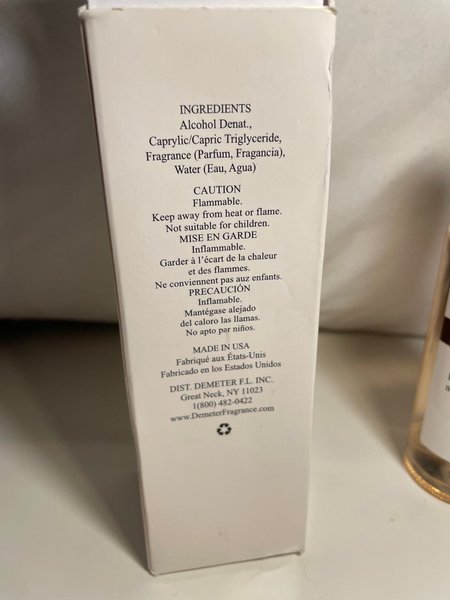 INGREDIENTS
Alcohol Denat.,
Caprylic/Capric Triglyceride,
Fragrance (Parfum, Fragancia),
Water (Eau, Agua)
CAUTION
Flammable.
Keep away from heat or flame.
Not suitable for children.
MISE EN GARDE
Inflammable.
Garder à l'écart de la chaleur
et des flammes.
Ne conviennent pas auz enfants.
PRECAUCIÓN
Inflamable.
Mantégase alejado
del caloro las llamas.
No apto par niños.
MADE IN USA
Fabriqué aux États-Unis
Fabricado en los Estados Unidos
DIST. DEMETER F.L. INC.
Great Neck, NY 11023
1(800) 482-0422
www.DemeterFragrance.com